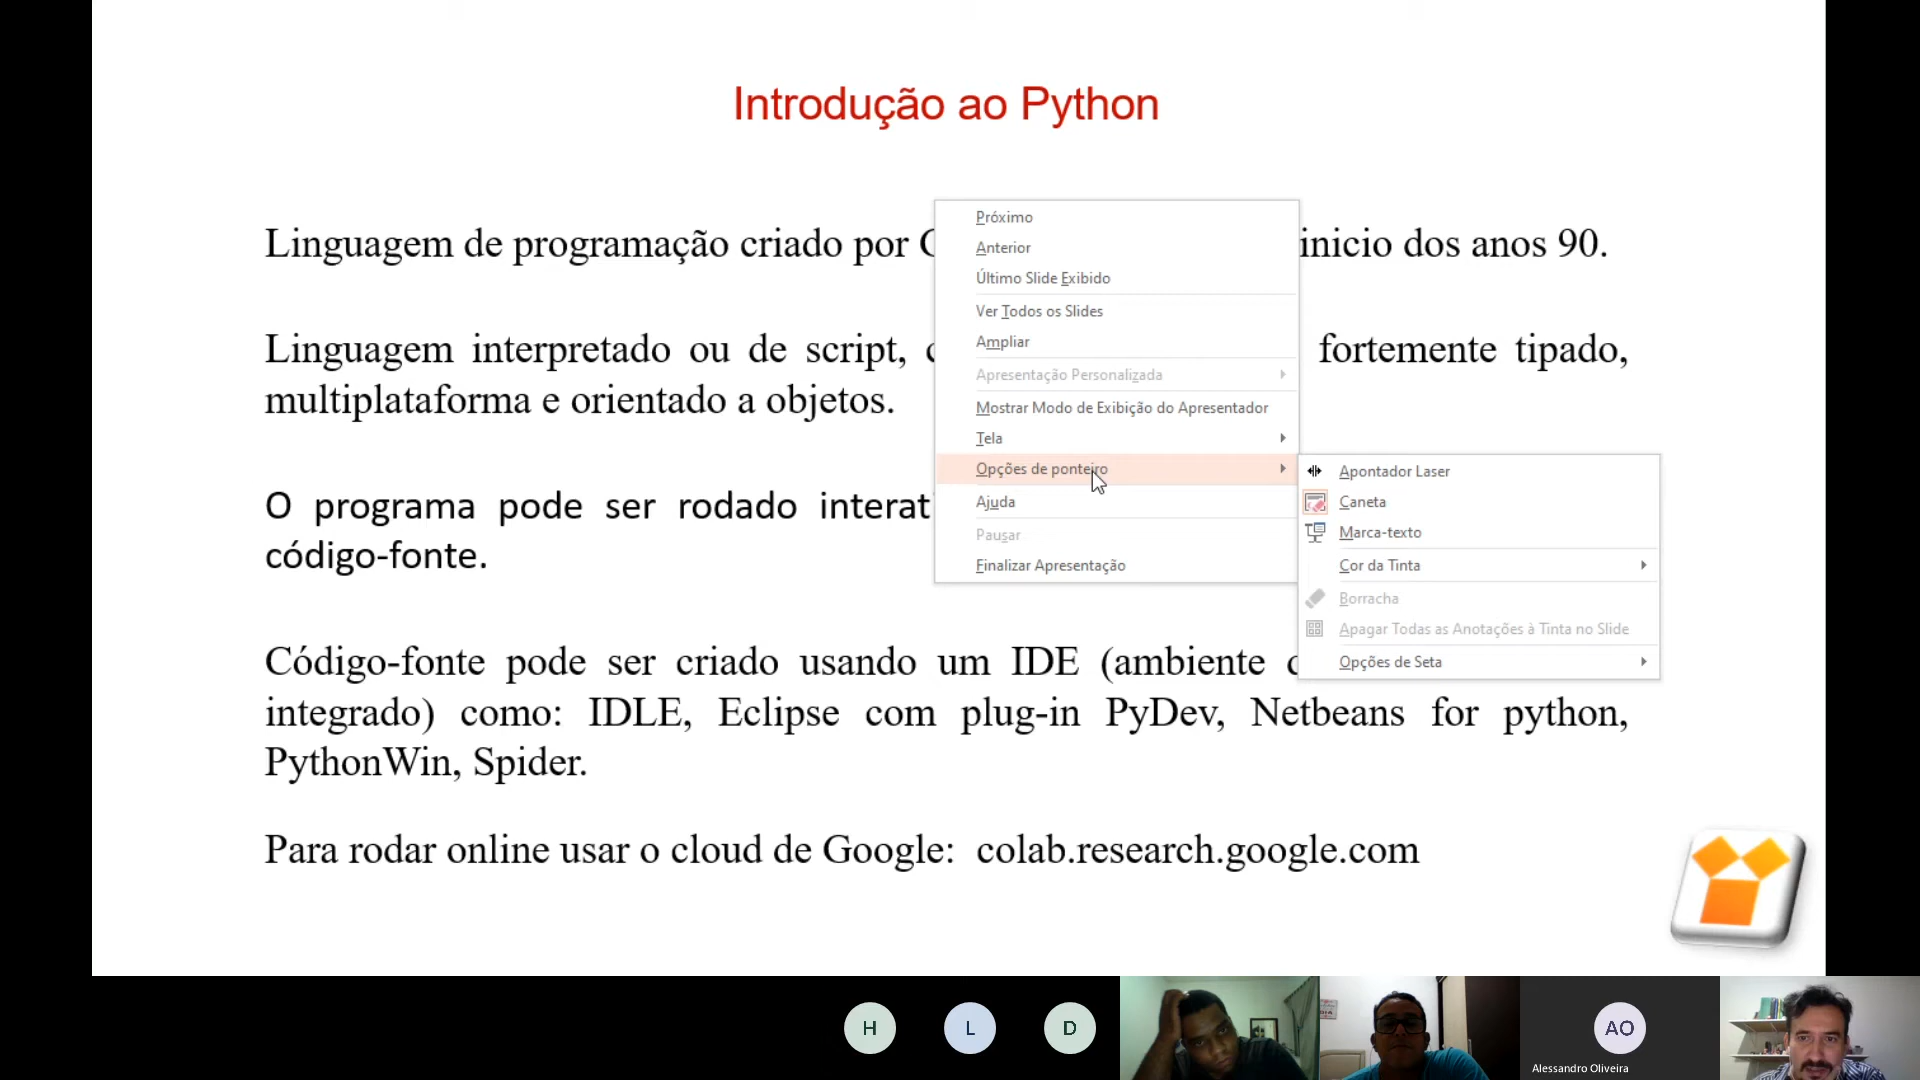 Introdução ao Python
Linguagem de programação criado por
inicio dos anos 90.
Linguagem interpretado ou de script,
fortemente tipado,
multiplataforma e orientado a objetos.
O programa pode ser rodado
código-fonte.
Código-fonte pode ser criado usando um IDE (ambiente
integrado) como: IDLE, Eclipse com plug-in PyDev, Netbeans for python,
PythonWin, Spider.
Para rodar online usar o cloud de Google: colab.research.google.com
Próximo
Anterior
Último Slide Exibido
Ver Todos os Slides
Ampliar
Apresentação Personalizada
Mostrar Modo de Exibição do Apresentador
Tela
Opções de ponteiro
Ajuda
Pausar
Finalizar Apresentação
Apontador Laser
Caneta
Marca-texto
Cor da Tinta
Borracha
Apagar Todas as Anotações à Tinta no Slide
Opções de Seta
H
L
D
AO
Alessandro Oliveira